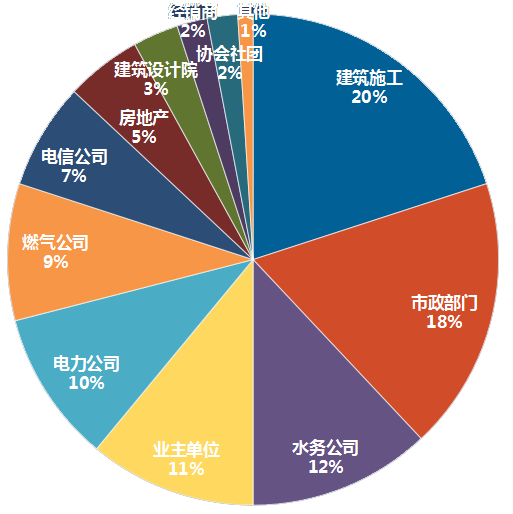 建筑施工
20%
市政部门
18%
水务公司
12%
业主单位
11%
电力公司
10%
燃气公司
9%
电信公司
7%
房地产
5%
建筑设计院
3%
经销商
2%
协会社团
2%
其他
1%